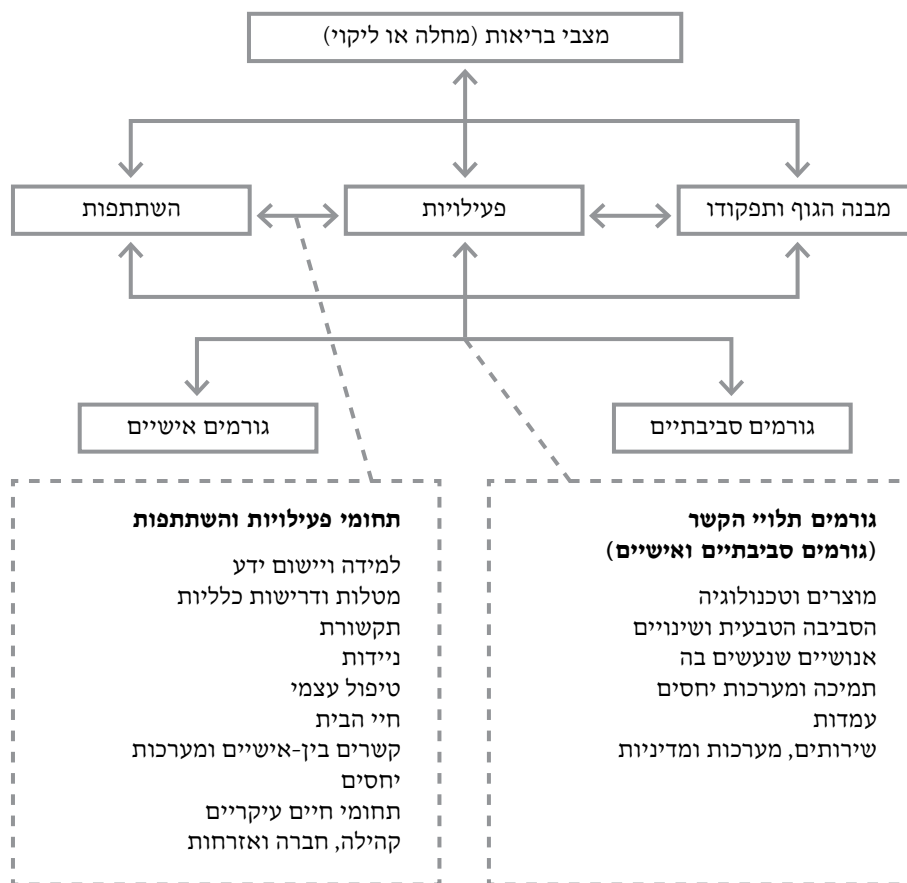 מצבי בריאות (מחלה או ליקוי)
מבנה הגוף ותפקודו
פעילויות
השתתפות
גורמים סביבתיים
גורמים אישיים
גורמים תלויי הקשר
(גורמים סביבתיים ואישיים)
מוצרים וטכנולוגיה
הסביבה הטבעית ושינויים
אנושיים שנעשים בה
תמיכה ומערכות יחסים
עמדות
שירותים, מערכות ומדיניות
תחומי פעילויות והשתתפות
למידה ויישום ידע
מטלות ודרישות כלליות
תקשורת
ניידות
טיפול עצמי
חיי הבית
קשרים בין-אישיים ומערכות
יחסים
תחומי חיים עיקריים
קהילה, חברה ואזרחות